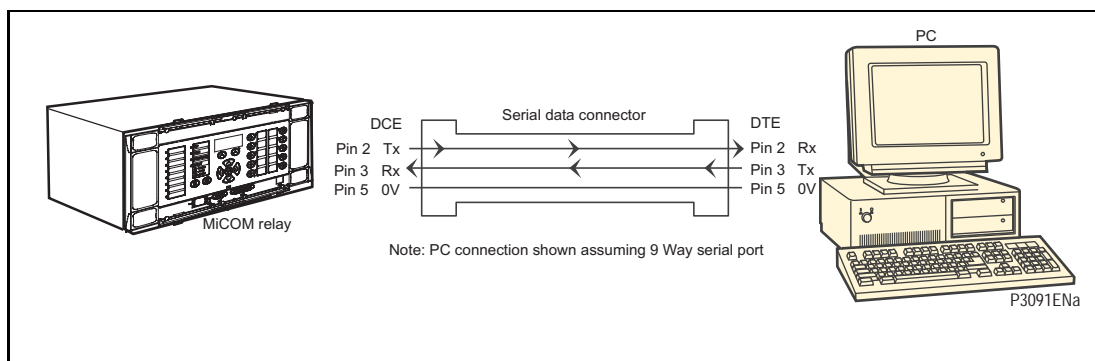 PC
Serial data connector
DCE
DTE
Pin 2 Tx
Pin 2 Rx
Pin 3 Rx
Pin 3 Tx
Pin 5 0V
Pin 5 0V
MiCOM relay
Note: PC connection shown assuming 9 Way serial port
P3091ENa